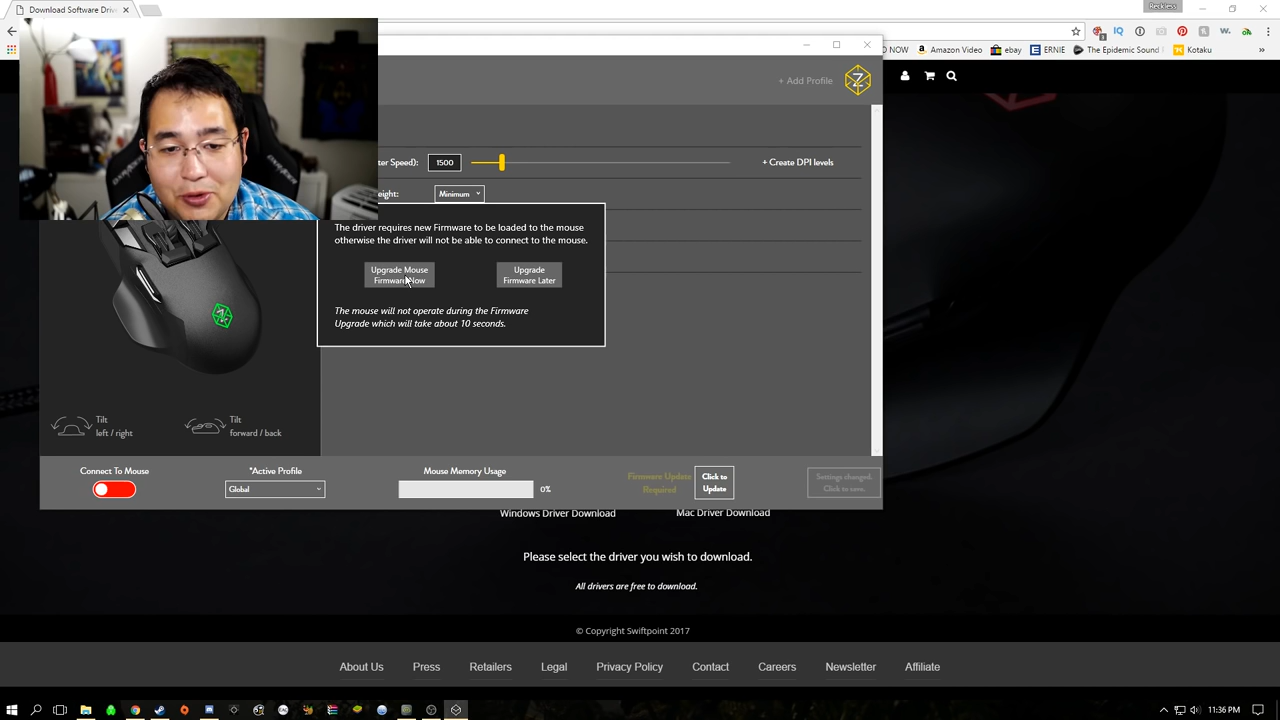 Download Software Driv
Reckless
NOW
Amazon Video
ebay
ERNIE
The Epidemic Sound
Kotaku
+ Add Profile
Z
ter Speed):
1500
+ Create DPI levels
eight:
Minimum
The driver requires new Firmware to be loaded to the mouse
otherwise the driver will not be able to connect to the mouse.
Upgrade Mouse
Firmware Now
Upgrade
Firmware Later
The mouse will not operate during the Firmware
Upgrade which will take about 10 seconds.
Tilt
left / right
Tilt
forward / back
Connect To Mouse
*Active Profile
Global
Mouse Memory Usage
0%
Firmware Update
Required
Click to
Update
Settings changed.
Click to save.
Windows Driver Download
Mac Driver Download
Please select the driver you wish to download.
All drivers are free to download.
© Copyright Swiftpoint 2017
About Us
Press
Retailers
Legal
Privacy Policy
Contact
Careers
Newsletter
Affiliate
11:36 PM